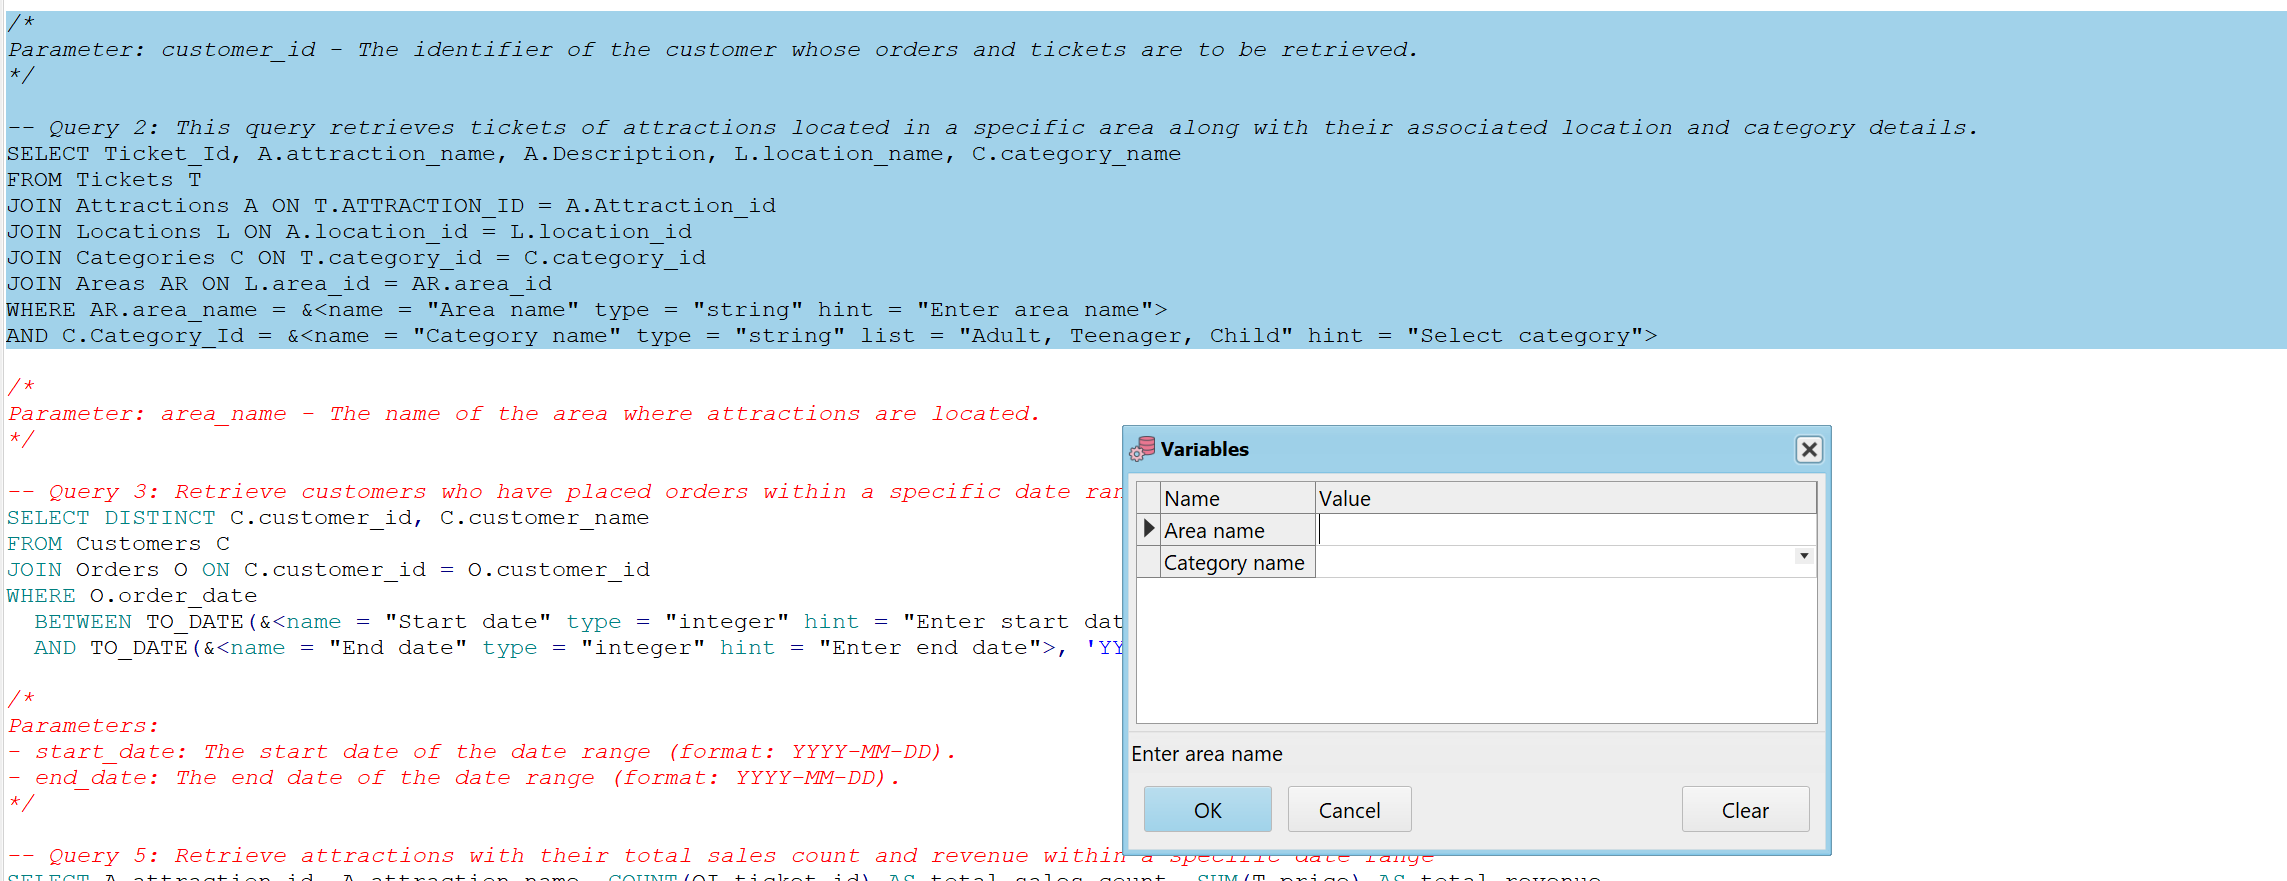 /*
Parameter: customer_id - The identifier of the customer whose orders and tickets are to be retrieved.
*/
-- Query 2: This query retrieves tickets of attractions located in a specific area along with their associated location and category details.
SELECT Ticket_Id, A.attraction_name, A.Description, L.location_name, C.category_name
FROM Tickets T
JOIN Attractions A ON T.ATTRACTION_ID = A.Attraction_id
JOIN Locations L ON A.location_id = L.location_id
JOIN Categories C ON T.category_id = C.category_id
JOIN Areas AR ON L.area_id = AR.area_id
WHERE AR.area_name = &<name = "Area name" type = "string" hint = "Enter area name">
AND C.Category_Id = &<name = "Category name" type = "string" list = "Adult, Teenager, Child" hint = "Select category">
/*
Parameter: area_name - The name of the area where attractions are located.
*/
-- Query 3: Retrieve customers who have placed orders within a specific date ran
SELECT DISTINCT C.customer_id, C.customer_name
FROM Customers C
JOIN Orders O ON C.customer_id = O.customer_id
WHERE O.order_date
BETWEEN TO_DATE(&<name = "Start date" type = "integer" hint = "Enter start dat
AND TO_DATE(&<name = "End date" type = "integer" hint = "Enter end date">, 'YY
/*
Parameters:
- start_date: The start date of the date range (format: YYYY-MM-DD).
- end_date: The end date of the date range (format: YYYY-MM-DD).
*/
-- Query 5: Retrieve attractions with their total sales count and revenue within a specific date range
SELECT A.attraction_id, A.attraction_name, COUNT(OI.ticket_id) AS total_sales_count, SUM(T.price) AS total_revenue
Variables
Name Value
Area name
Category name
Enter area name
OK Cancel Clear